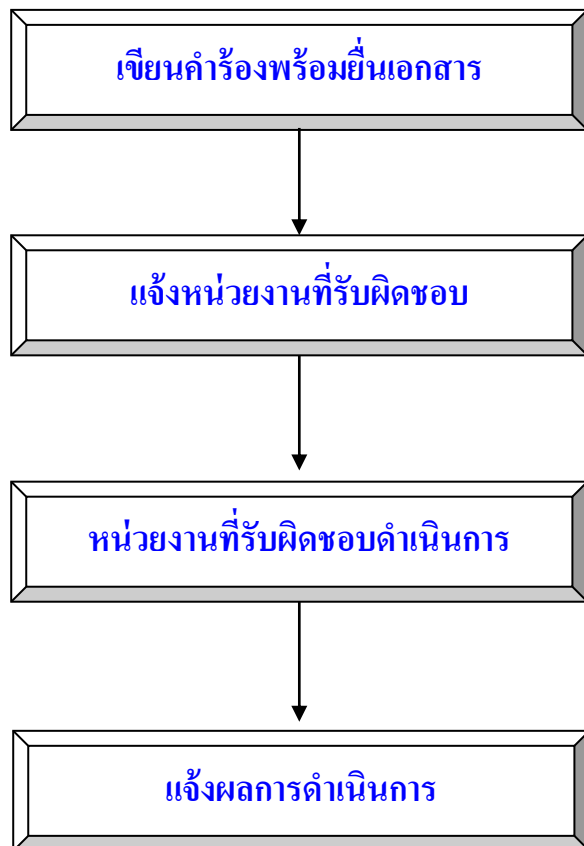 เขียนคำร้องพร้อมยื่นเอกสาร
แจ้งหน่วยงานที่รับผิดชอบ
หน่วยงานที่รับผิดชอบดำเนินการ
แจ้งผลการดำเนินการ